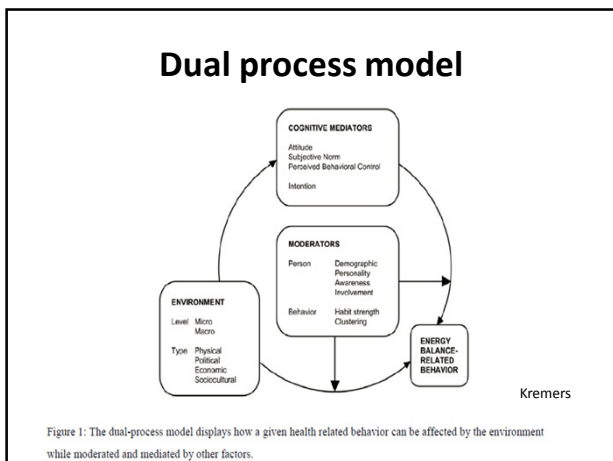 Dual process model
COGNITIVE MEDIATORS
Attitude
Subjective Norm
Perceived Behavioral Control
Intention
MODERATORS
Person Demographic
Personality
Awareness
Involvement
Behavior Habit strength
Clustering
ENVIRONMENT
Level Micro
Macro
Type Physical
Political
Economic
Sociocultural
ENERGY
BALANCE-
RELATED
BEHAVIOR
Kremers
Figure 1: The dual-process model displays how a given health related behavior can be affected by the environment
while moderated and mediated by other factors.